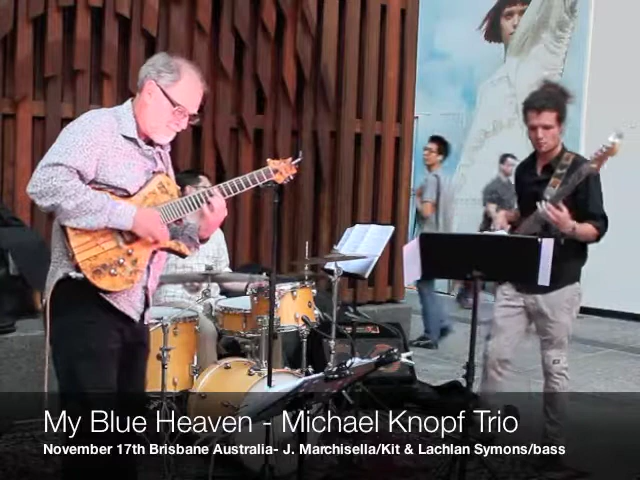 My Blue Heaven - Michael Knopf Trio
November 17th Brisbane Australia- J. Marchisella/Kit & Lachlan Symons/bass